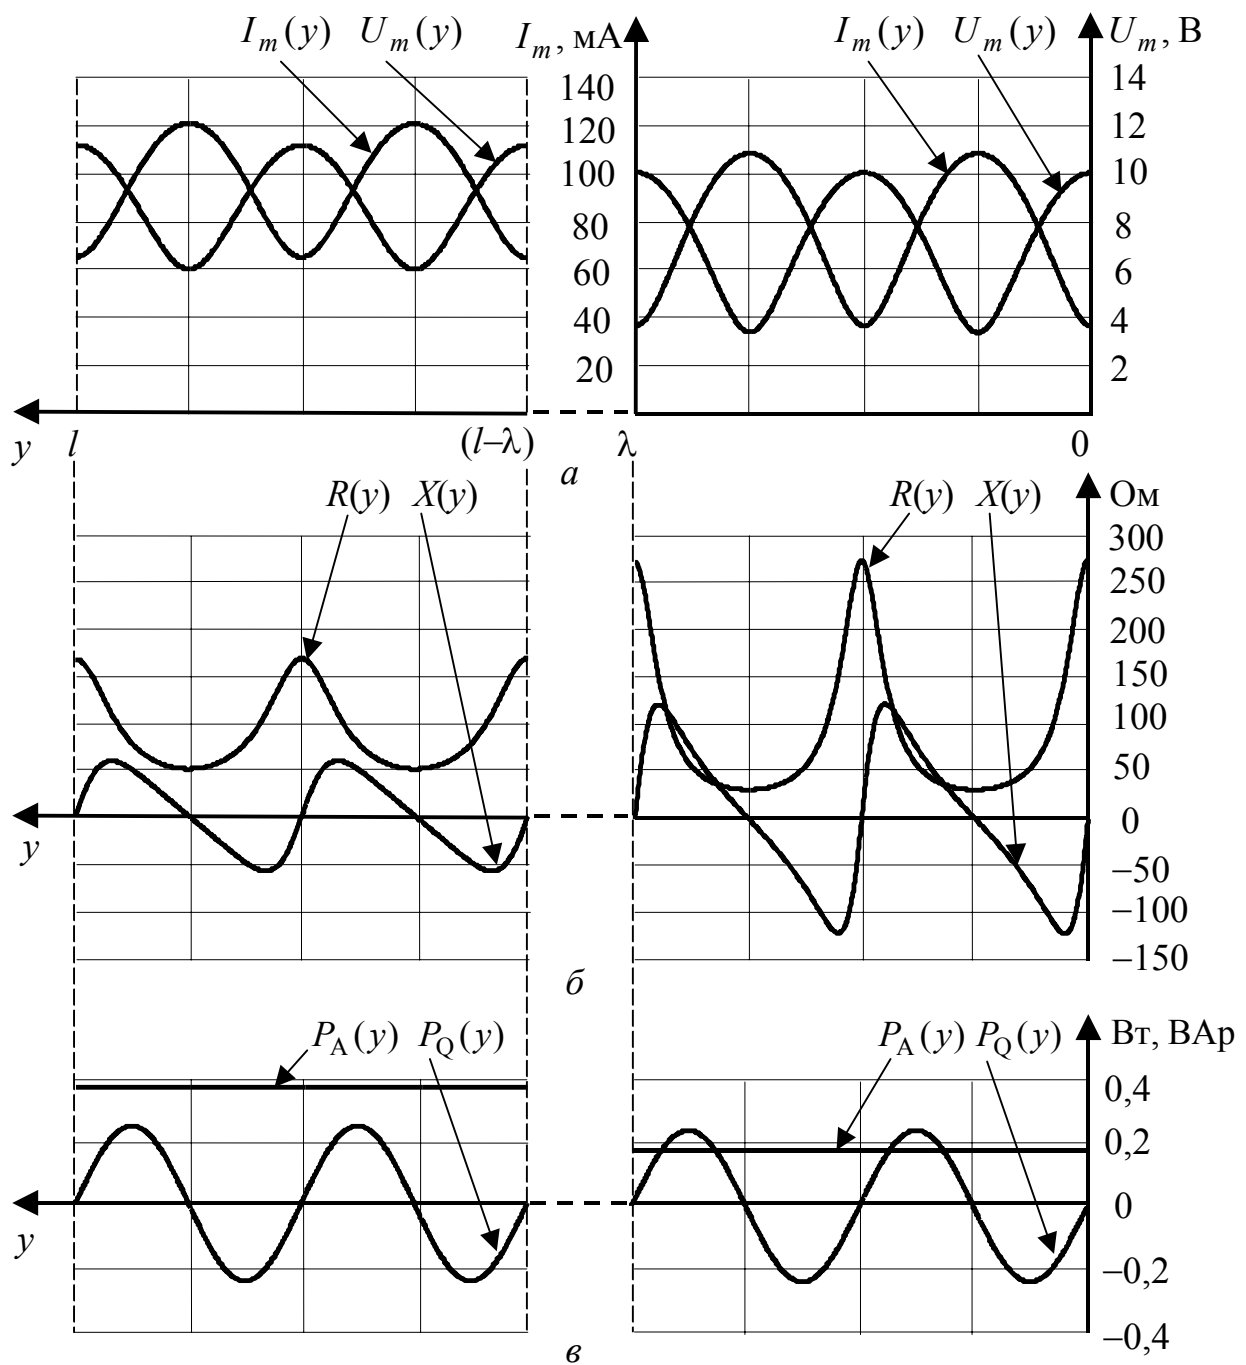 I_m(y) U_m(y) I_m, мА I_m(y) U_m(y) U_m, В
140 14
120 12
100 10
80 8
60 6
40 4
20 2
y l (l–λ) λ 0
а
R(y) X(y) R(y) X(y) Ом
300
250
200
150
100
50
0
y
–50
–100
–150
б
P_A(y) P_Q(y) P_A(y) P_Q(y) Вт, ВАр
0,4
0,2
0
y
–0,2
–0,4
в